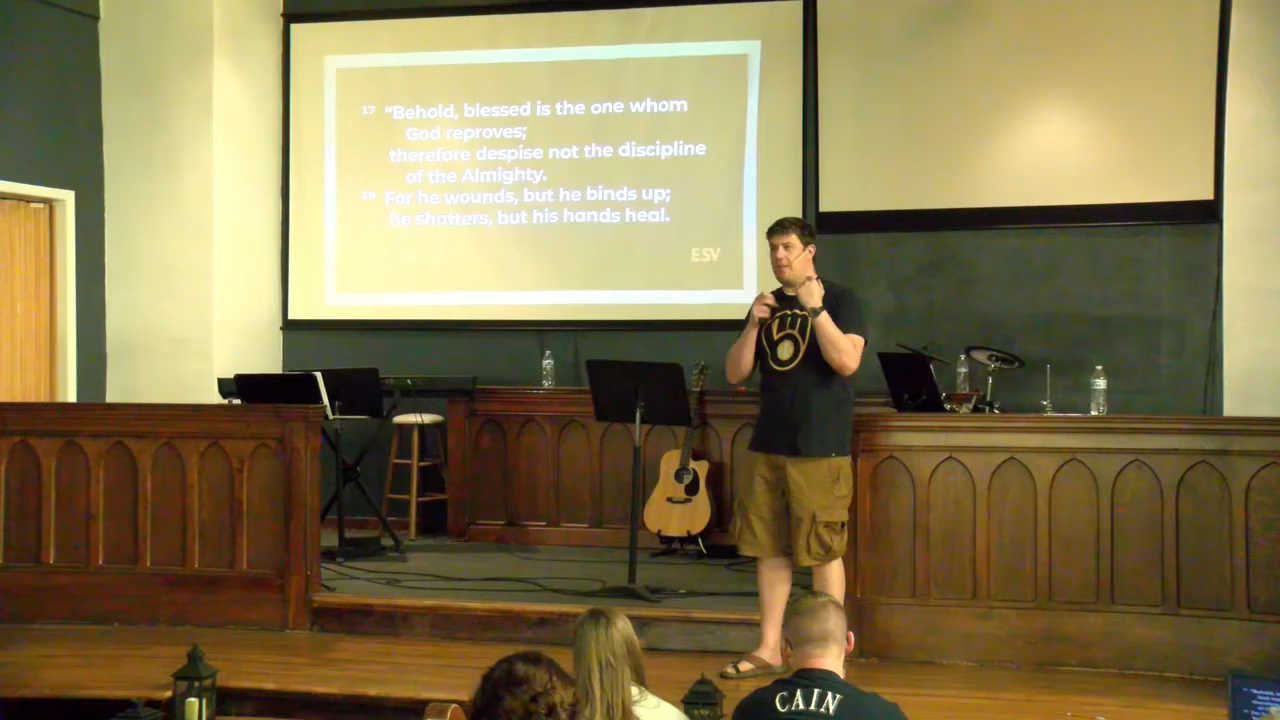 17 “Behold, blessed is the one whom
God reproves;
therefore despise not the discipline
of the Almighty.
18 For he wounds, but he binds up;
he shatters, but his hands heal.
ESV
CAIN